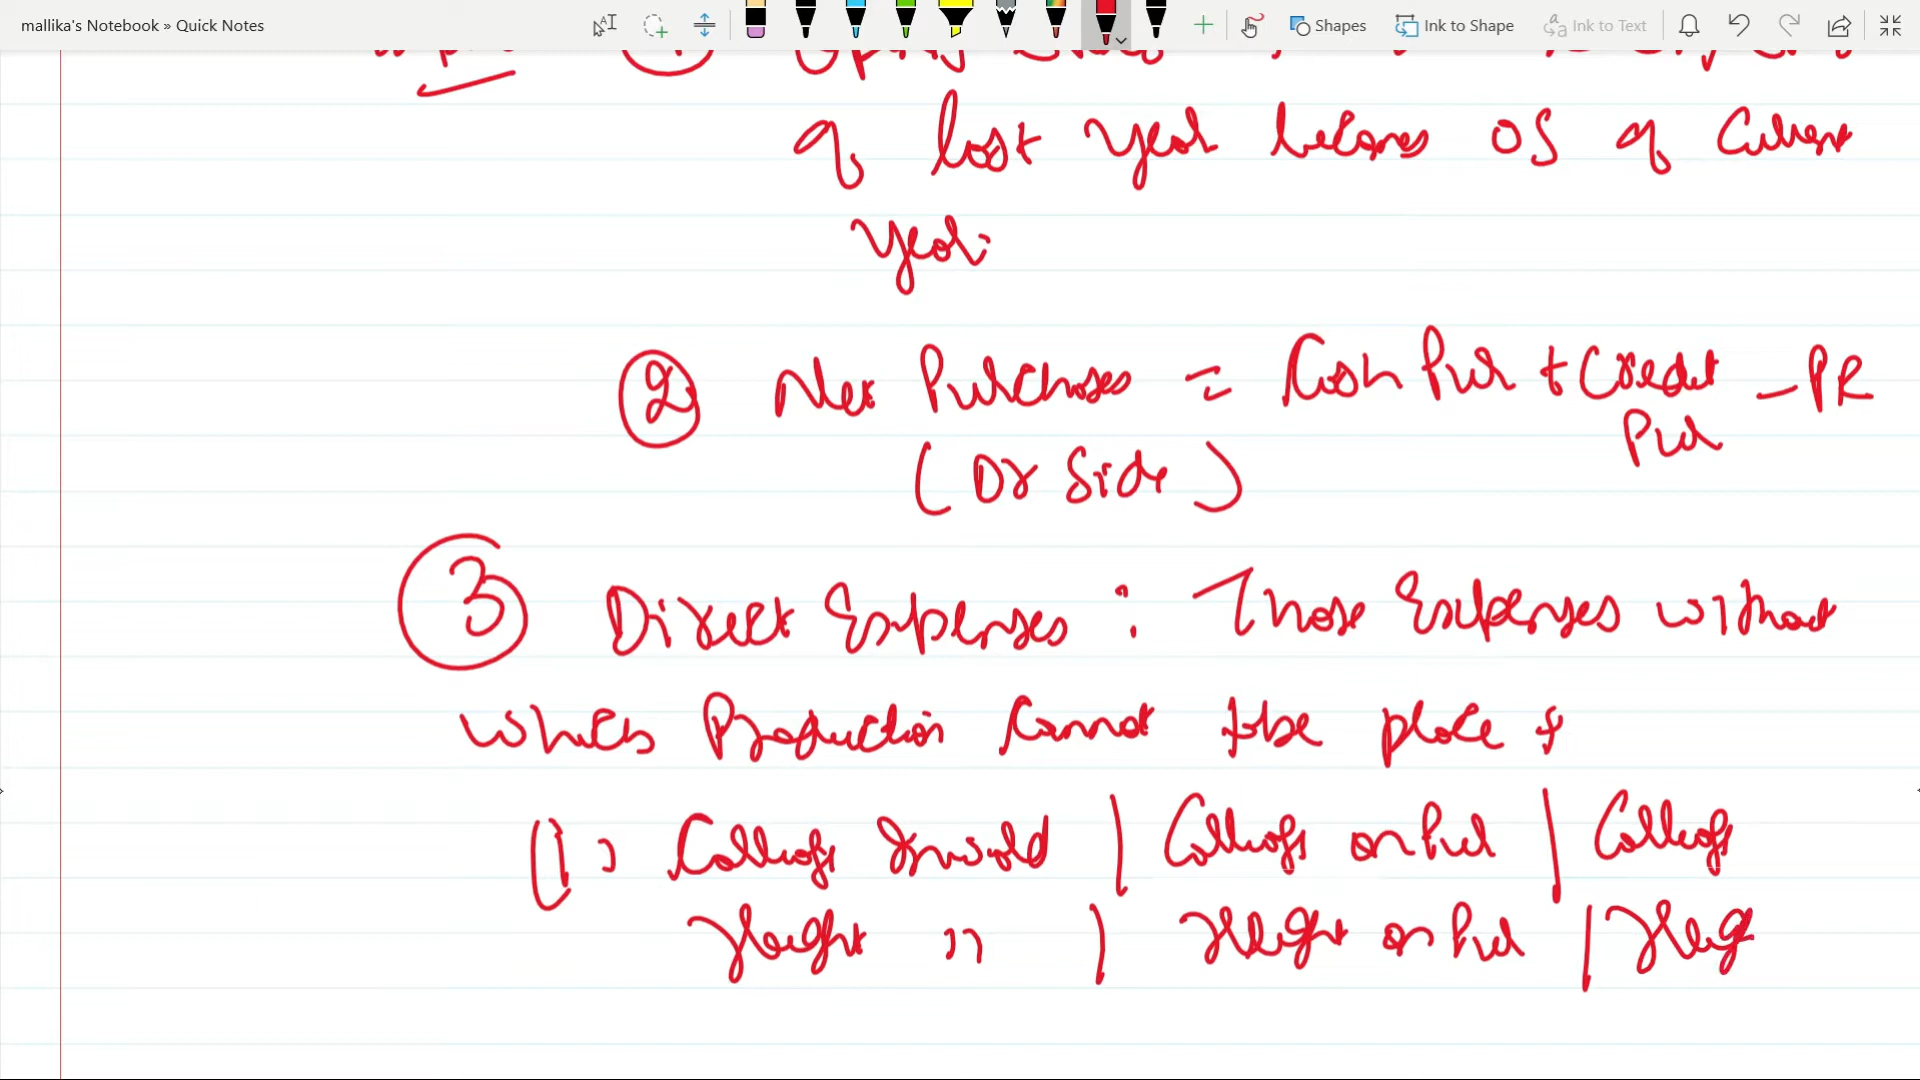 mallika's Notebook » Quick Notes
Shapes
Ink to Shape
Ink to Text
of last year becomes OS of Current
year.
2 Net Purchases = Cash Pur + Credit Pur - PR
(Dr Side)
3 Direct Expenses : Those Expenses without
which Production cannot take place
1) Carriage Inward | Carriage on Pur | Carriage
Freight " | Freight on Pur | Freig